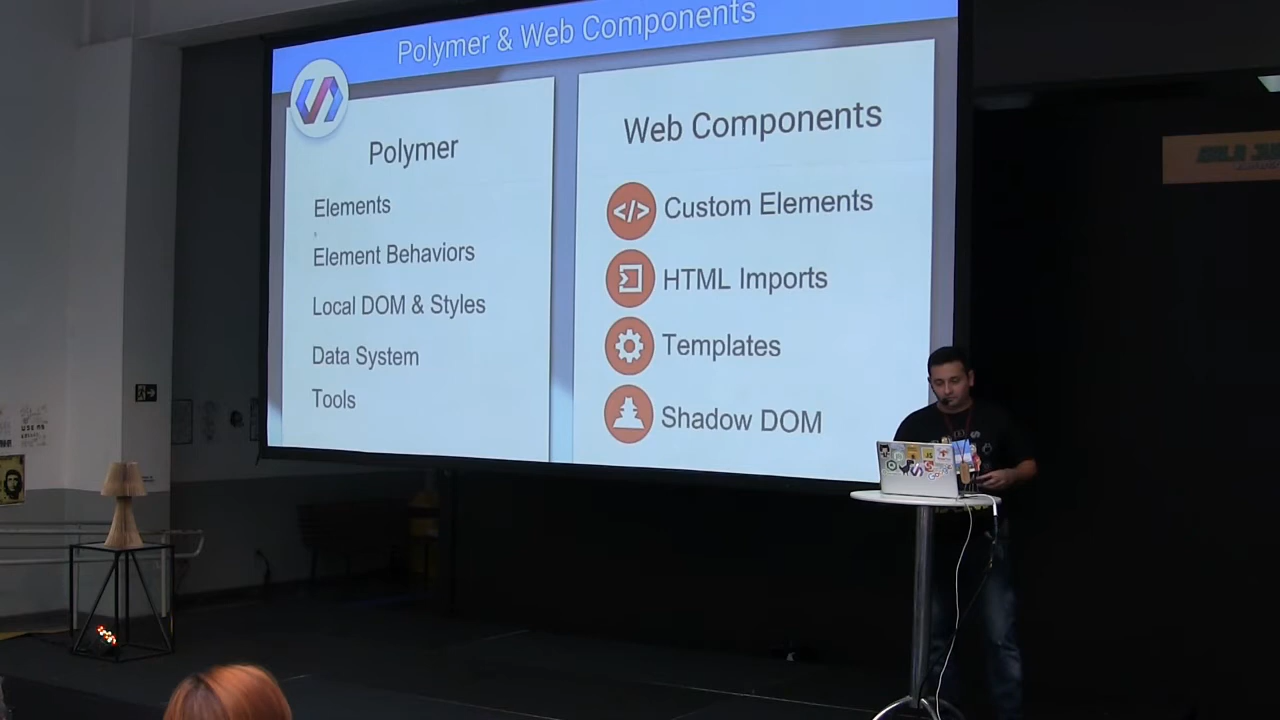 Polymer & Web Components
Polymer
Elements
Element Behaviors
Local DOM & Styles
Data System
Tools
Web Components
</>
Custom Elements
HTML Imports
Templates
Shadow DOM